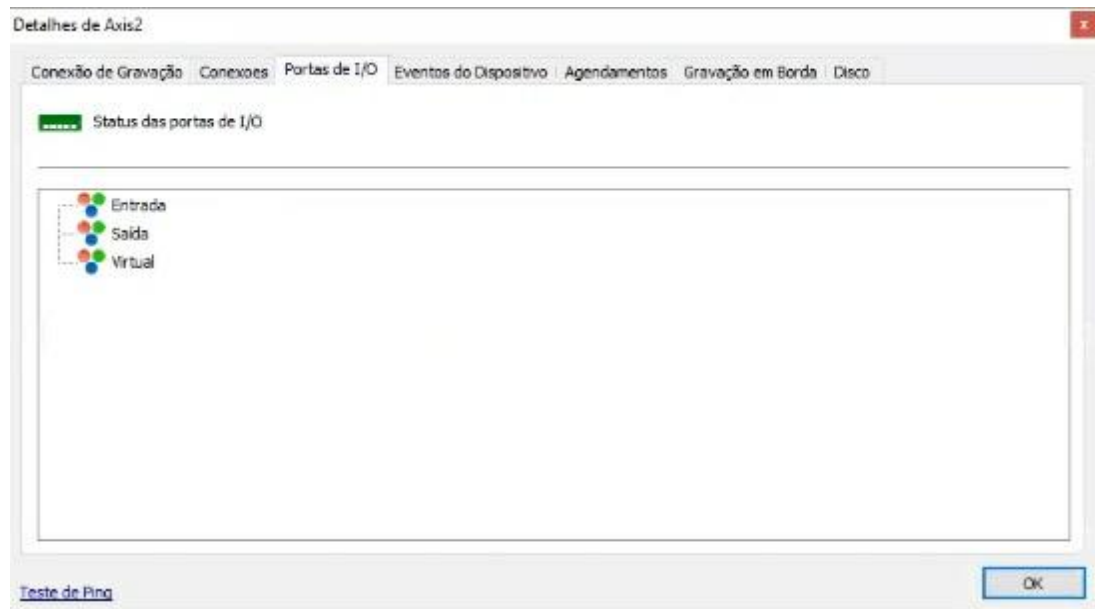 Detalhes de Axis2
x
Conexão de Gravação Conexoes Portas de I/O Eventos do Dispositivo Agendamentos Gravação em Borda Disco
Status das portas de I/O
Entrada
Saída
Virtual
Teste de Ping
OK